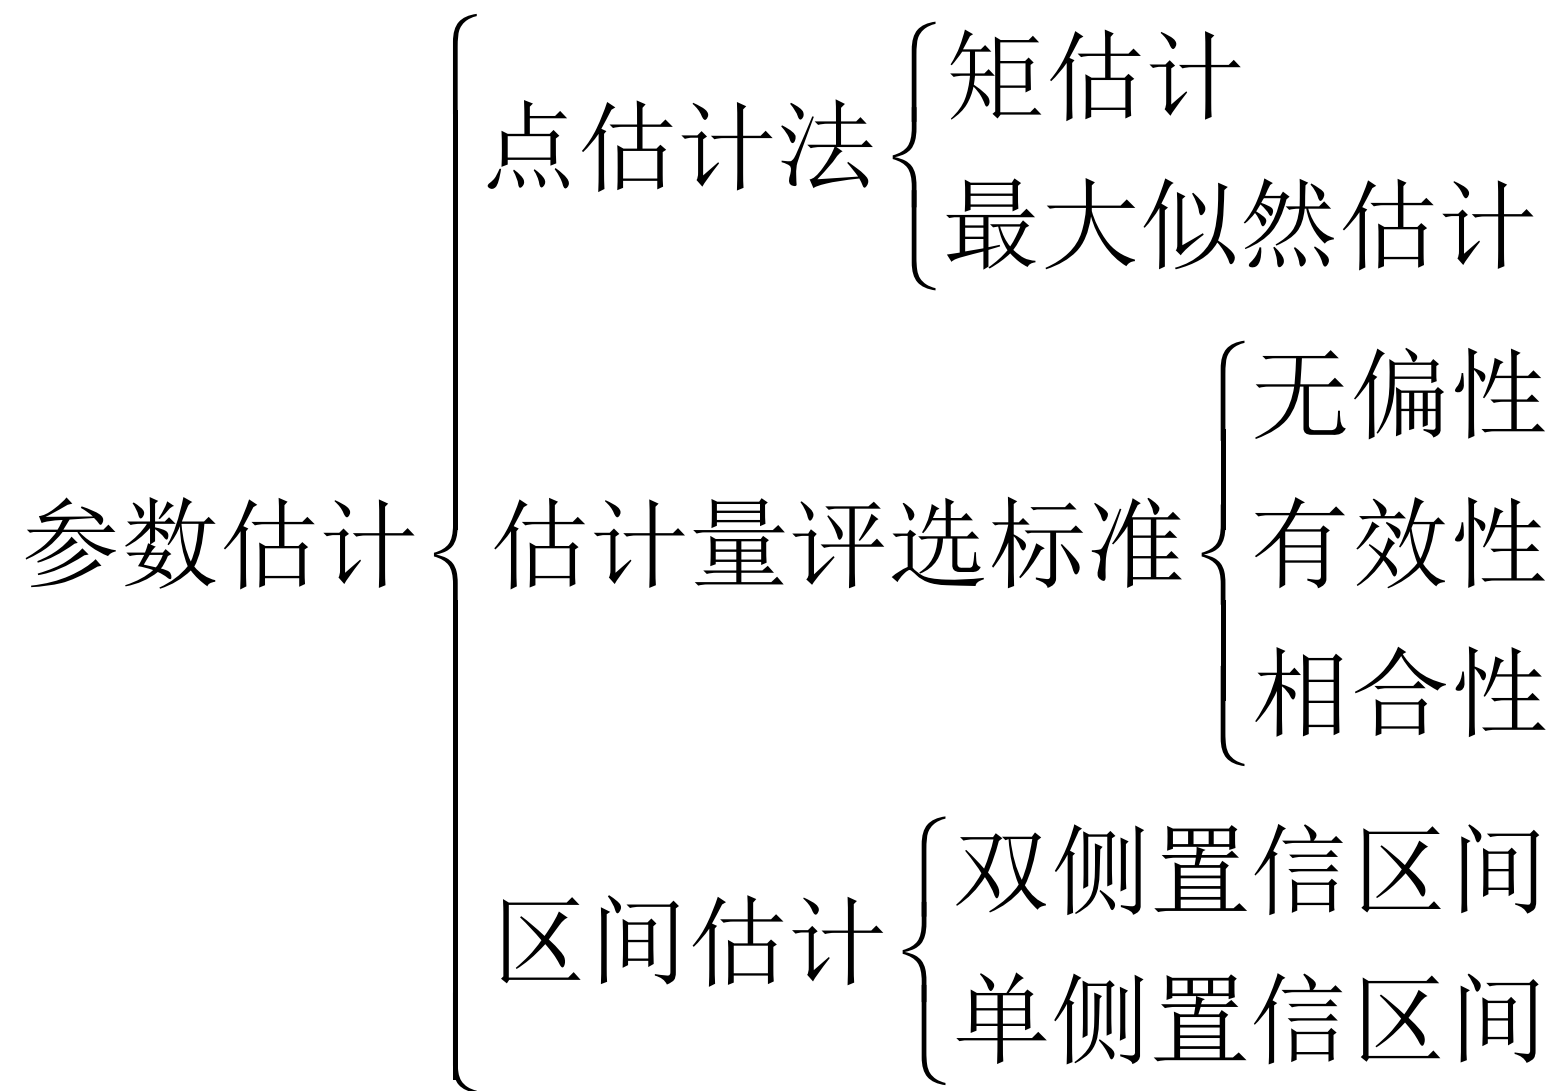 参数估计
点估计法
矩估计
最大似然估计
估计量评选标准
无偏性
有效性
相合性
区间估计
双侧置信区间
单侧置信区间